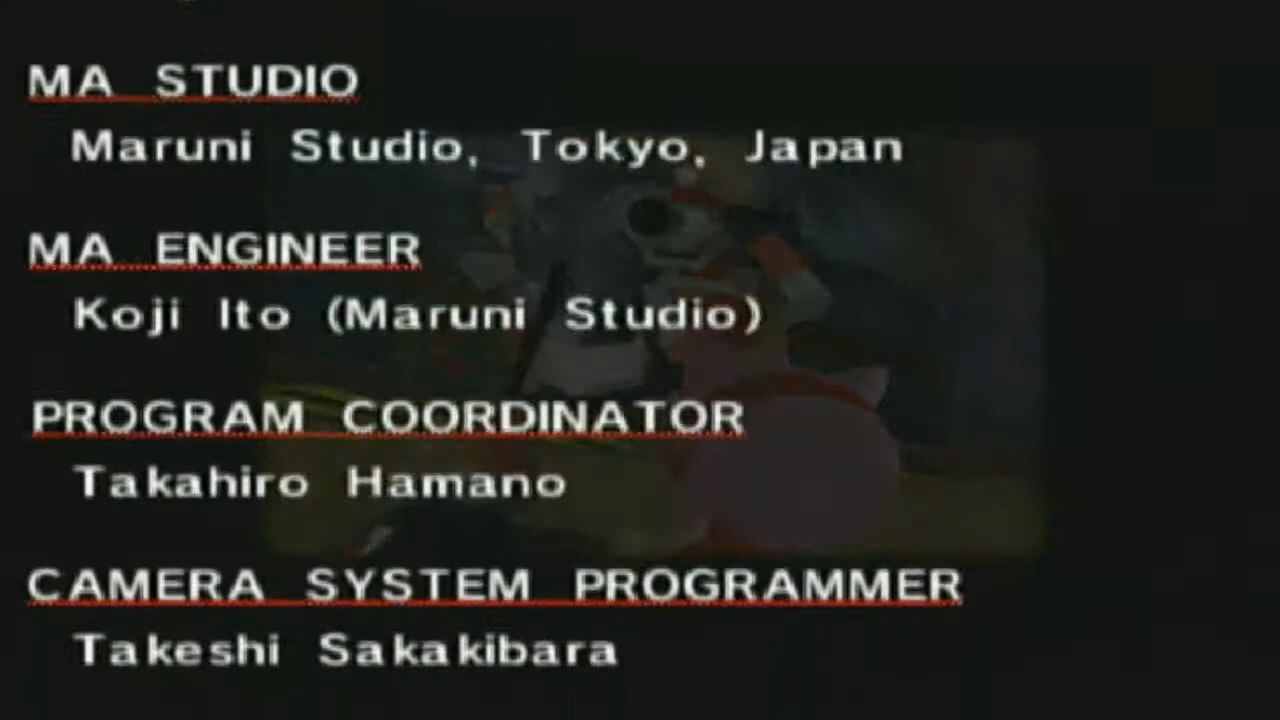 MA STUDIO
Maruni Studio, Tokyo, Japan
MA ENGINEER
Koji Ito (Maruni Studio)
PROGRAM COORDINATOR
Takahiro Hamano
CAMERA SYSTEM PROGRAMMER
Takeshi Sakakibara